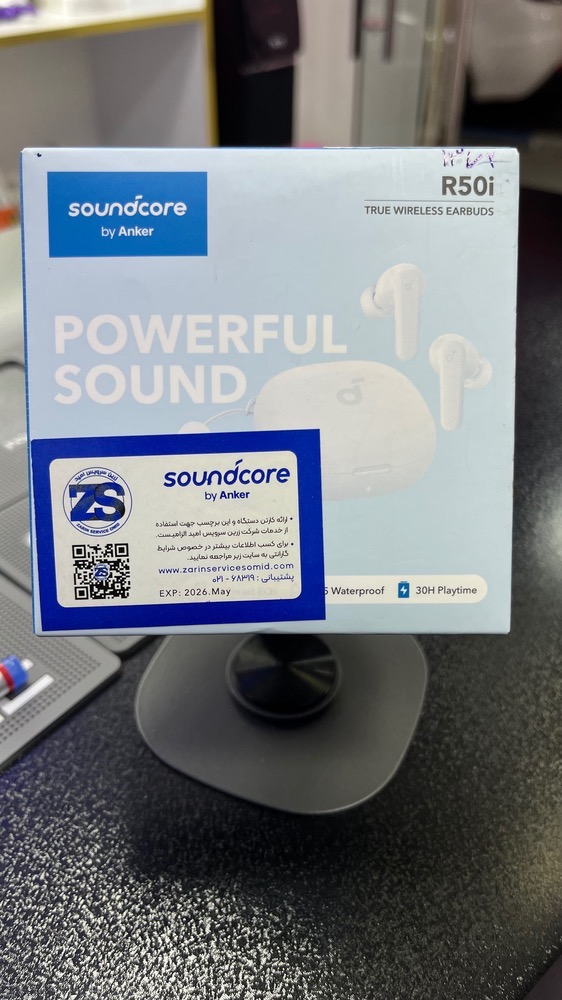 soundcore
by Anker
R50i
TRUE WIRELESS EARBUDS
POWERFUL
SOUND
زرین سرویس امید
ZS
ZARIN SERVICE OMID
soundcore
by Anker
• ارائه کارتن دستگاه و این برچسب جهت استفاده
از خدمات شرکت زرین سرویس امید الزامیست.
• برای کسب اطلاعات بیشتر در خصوص شرایط
گارانتی به سایت زیر مراجعه نمایید.
www.zarinservicesomid.com
پشتیبانی : ۶۸۳۱۹ - ۰۲۱
EXP: 2026.May
5 Waterproof
30H Playtime